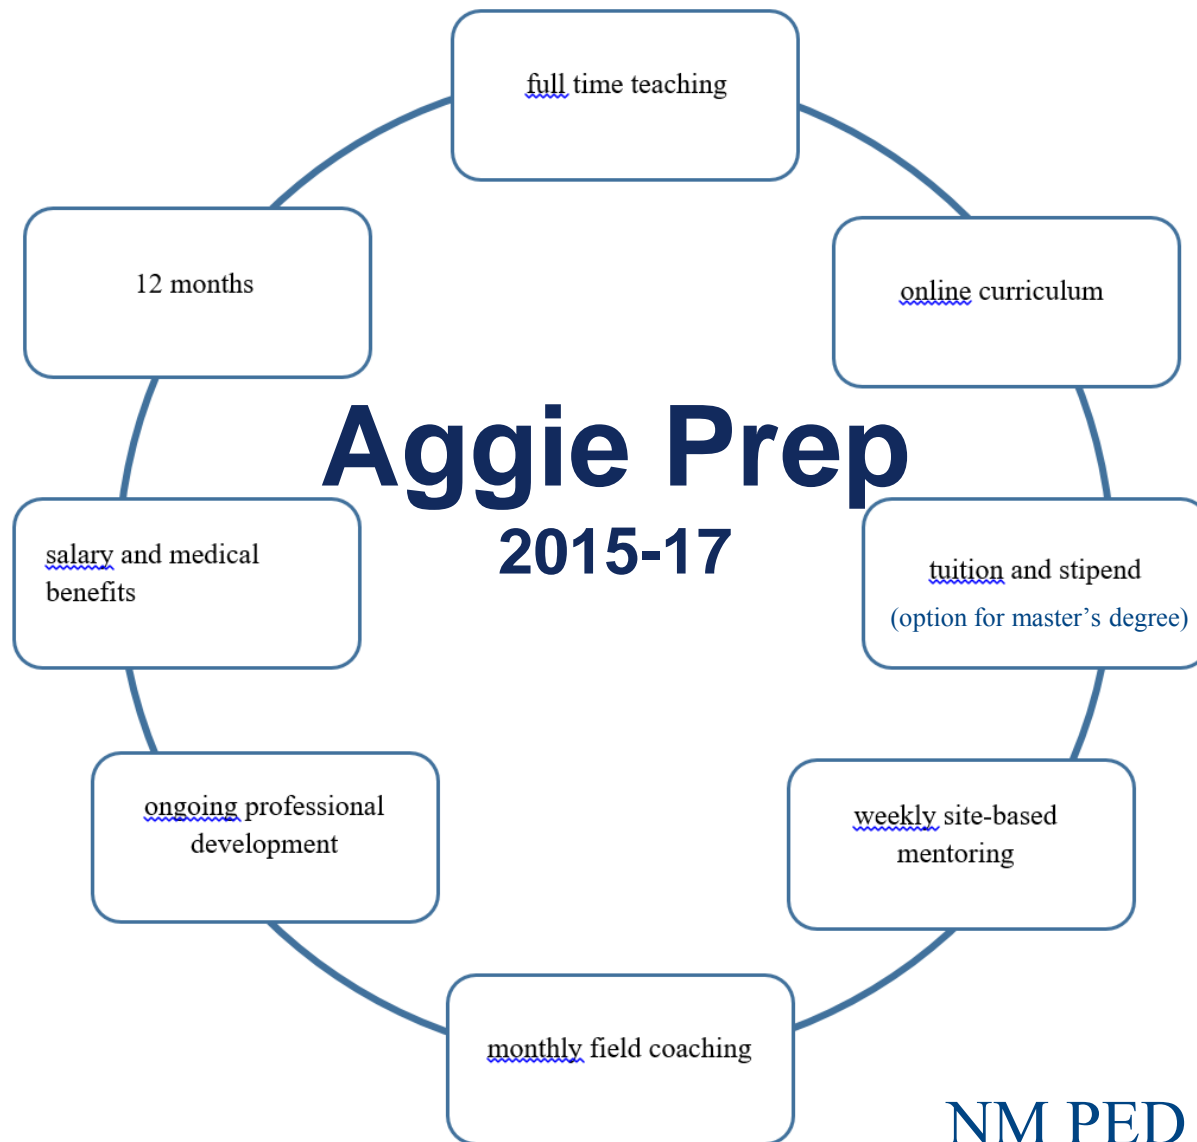 full time teaching
12 months
online curriculum
Aggie Prep
2015-17
salary and medical
benefits
tuition and stipend
(option for master’s degree)
ongoing professional
development
weekly site-based
mentoring
monthly field coaching
NM PED